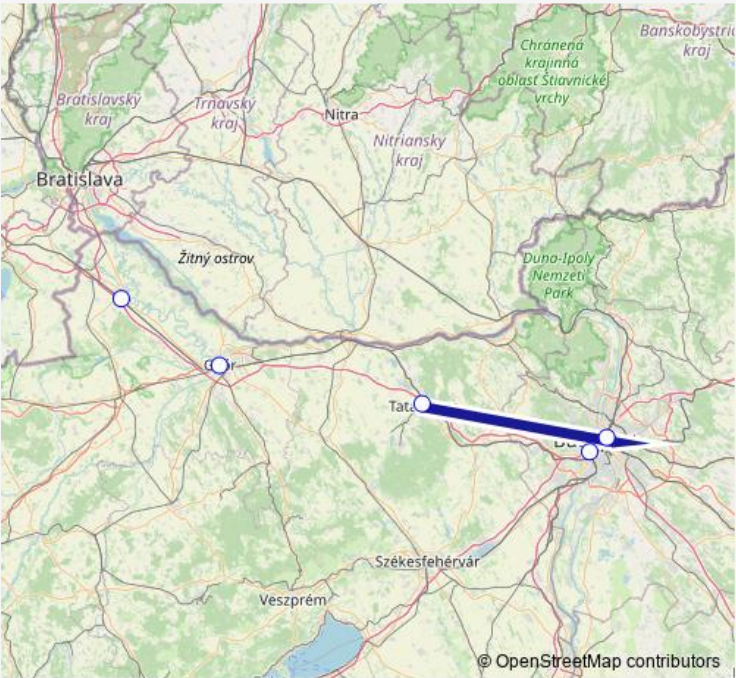 Banskobystric
kraj
Chránená
krajinná
oblasť Štiavnické
vrchy
Bratislavský
kraj
Trnavský
kraj
Nitra
Nitriansky
kraj
Bratislava
Žitný ostrov
Duna-Ipoly
Nemzeti
Park
Tata
Székesfehérvár
Veszprém
© OpenStreetMap contributors